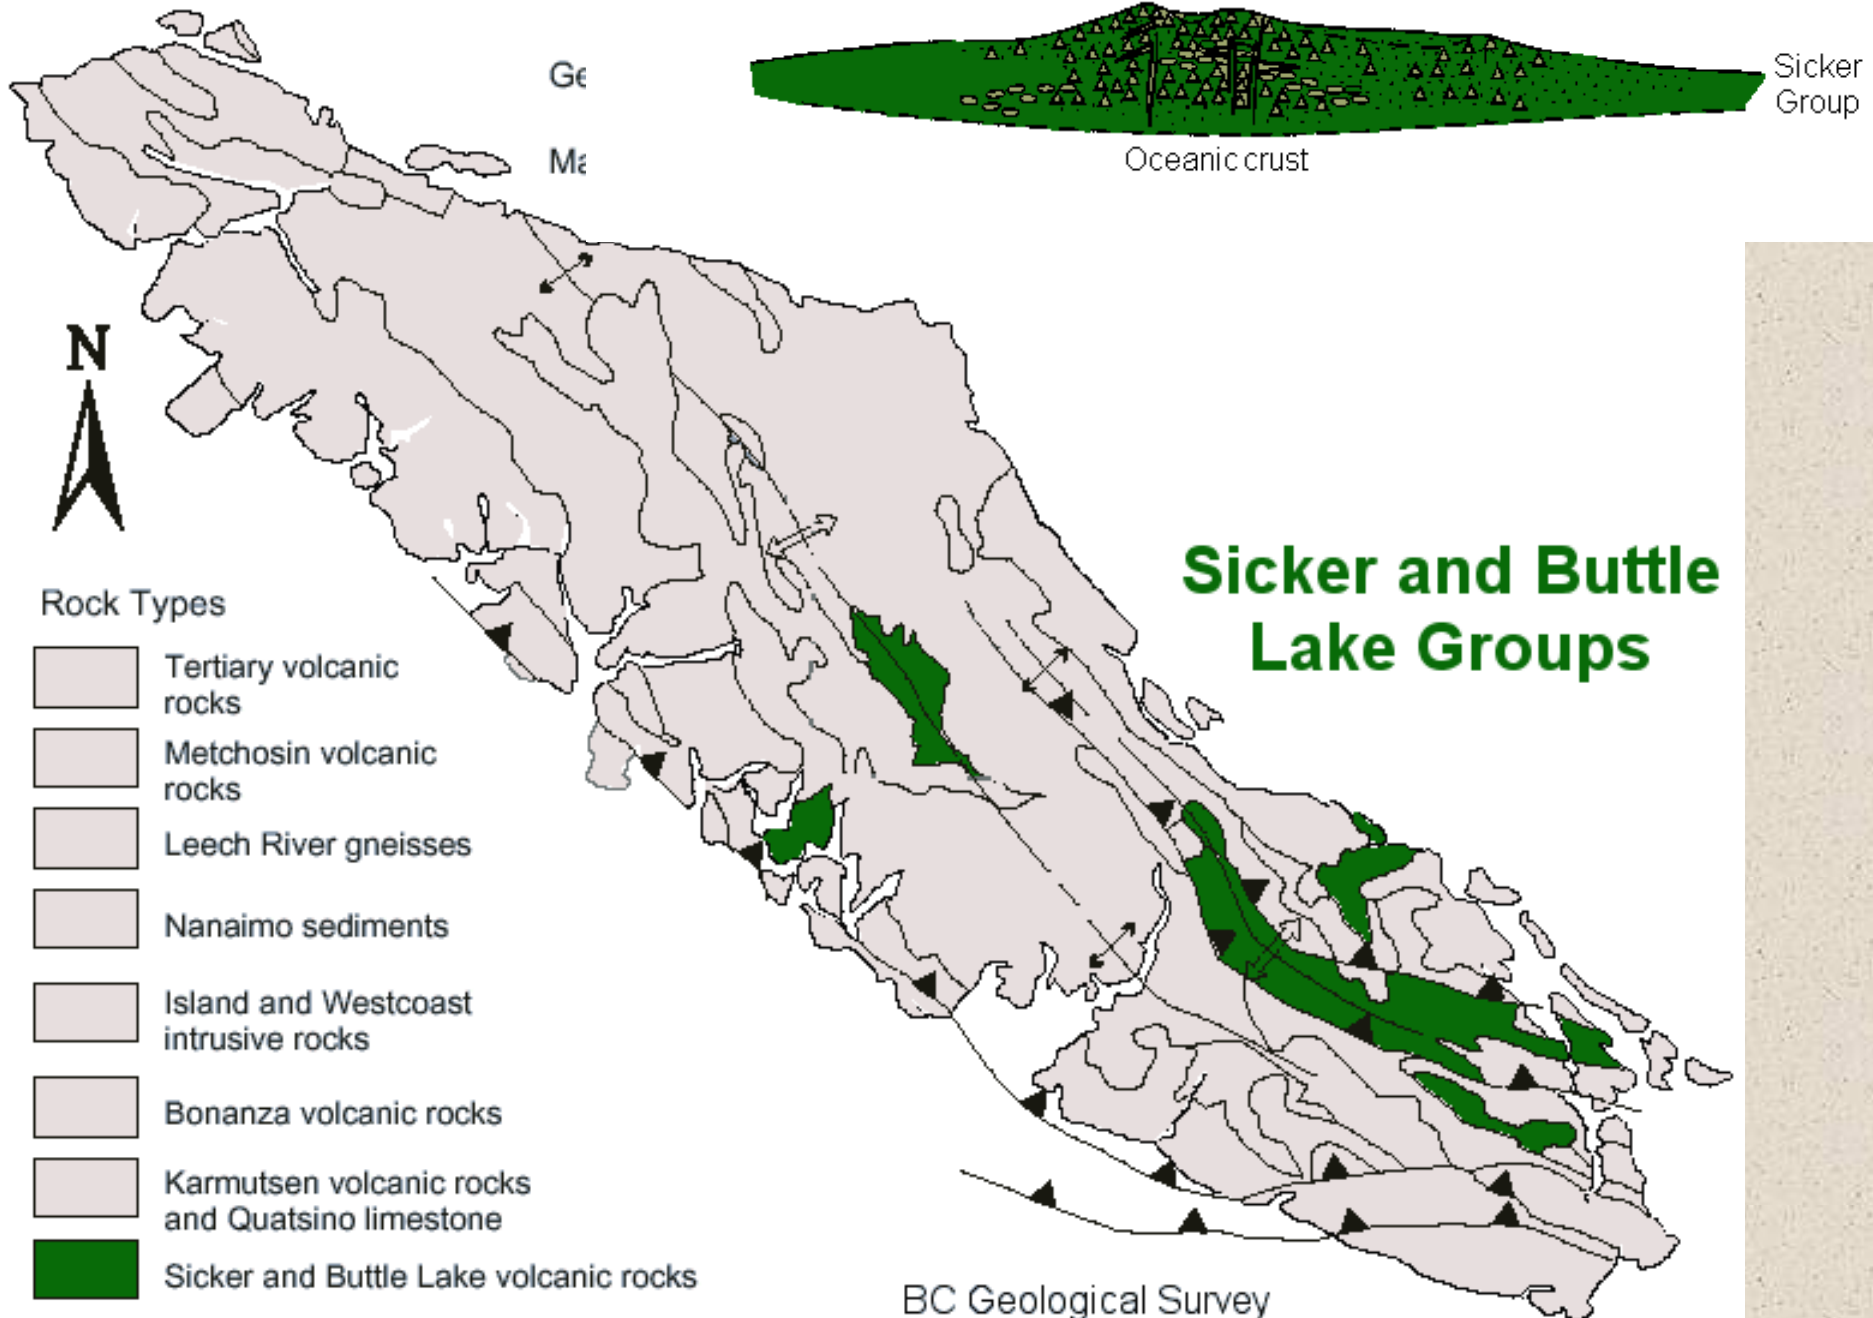 Ge
Ma
Sicker
Group
Oceanic crust
N
Sicker and Buttle
Lake Groups
Rock Types
Tertiary volcanic
rocks
Metchosin volcanic
rocks
Leech River gneisses
Nanaimo sediments
Island and Westcoast
intrusive rocks
Bonanza volcanic rocks
Karmutsen volcanic rocks
and Quatsino limestone
Sicker and Buttle Lake volcanic rocks
BC Geological Survey